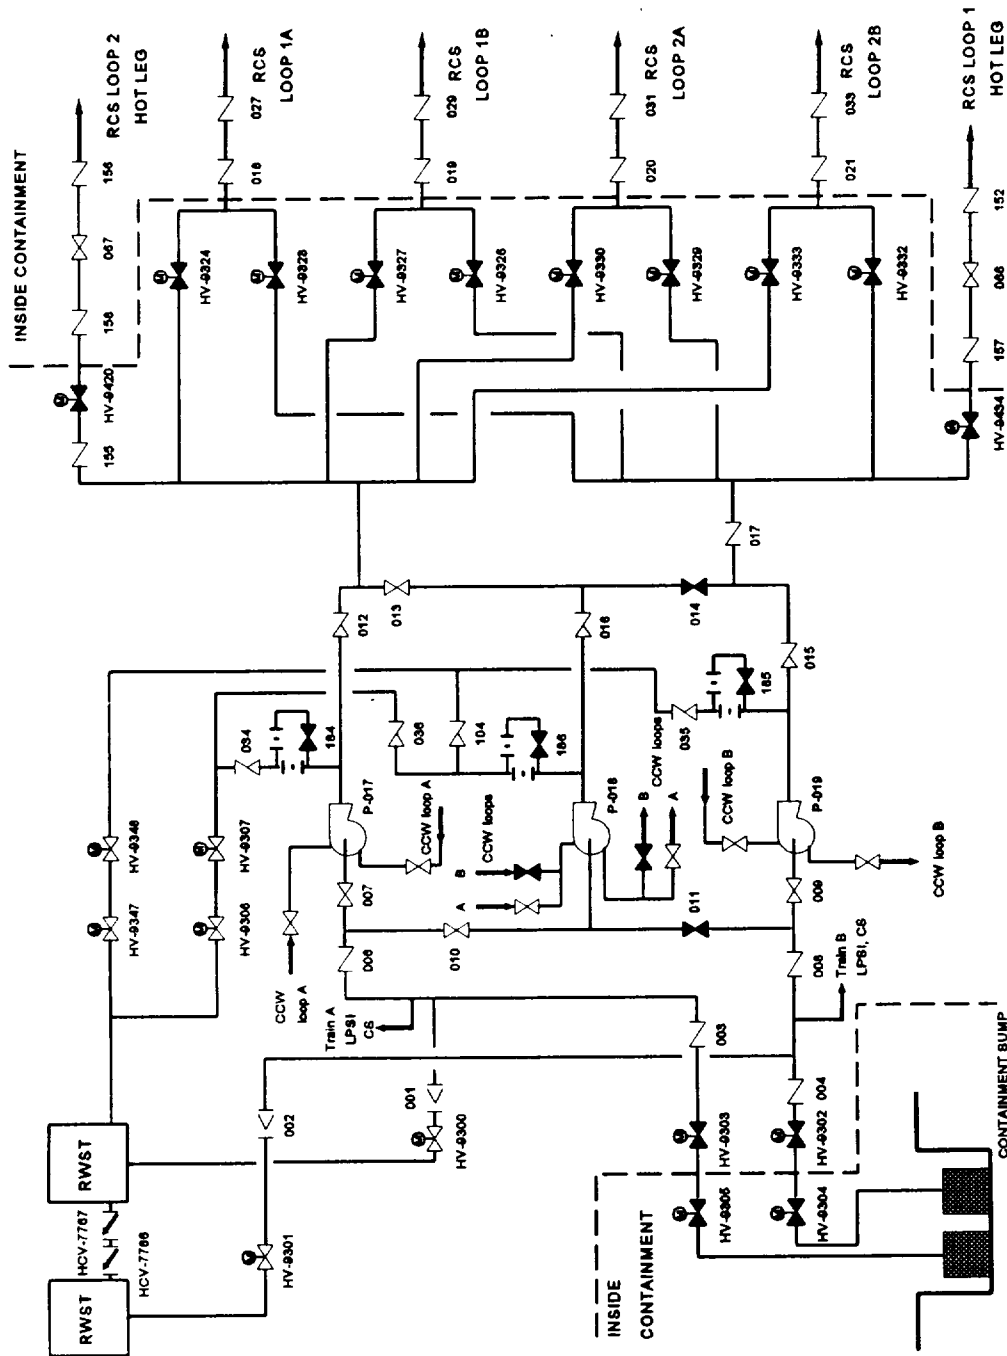 INSIDE CONTAINMENT
RCS LOOP 2
HOT LEG
156
067
158
HV-9420
155
RCS
LOOP 1A
027
018
HV-9324
HV-9323
RCS
LOOP 1B
029
019
HV-9327
HV-9326
RCS
LOOP 2A
031
020
HV-9330
HV-9329
RCS
LOOP 2B
033
021
HV-9333
HV-9332
RCS LOOP 1
HOT LEG
152
066
157
HV-9434
017
012
013
016
014
015
HV-9348
HV-9347
HV-9307
HV-9306
034
184
036
104
186
035
185
P-017
CCW loop A
007
CCW
loop A
006
P-018
CCW loops
B
A
CCW loops
B
A
010
011
P-019
CCW loop B
009
CCW loop B
008
Train A
LPSI
CS
Train B
LPSI, CS
RWST
RWST
HCV-7767
HCV-7766
002
001
HV-9301
HV-9300
003
004
HV-9303
HV-9302
HV-9305
HV-9304
INSIDE
CONTAINMENT
CONTAINMENT SUMP